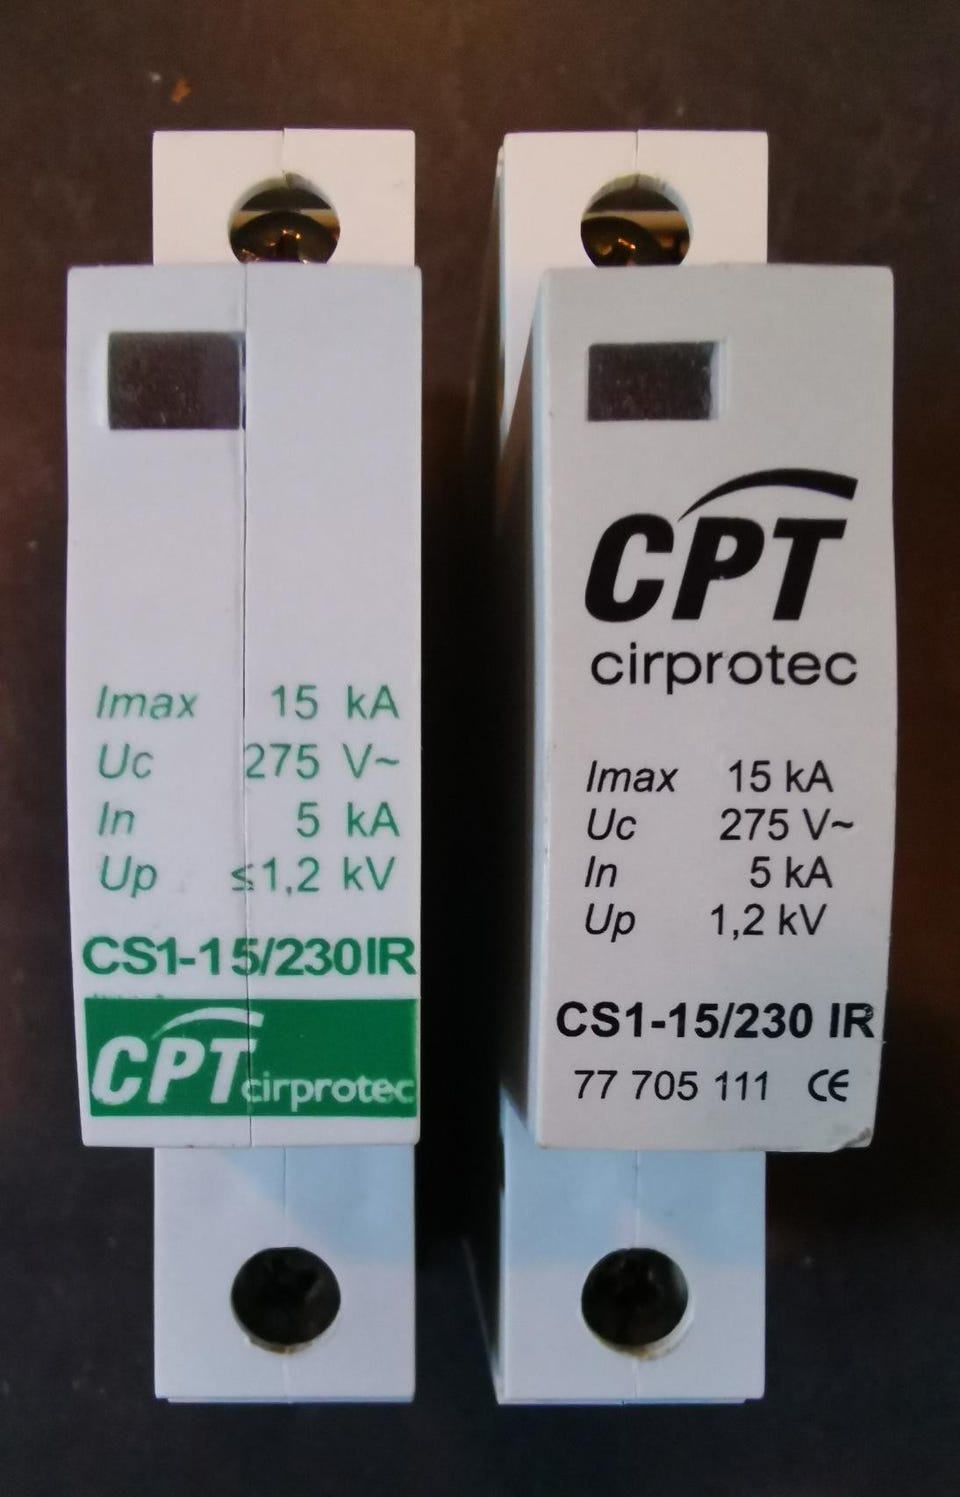 Imax 15 kA
Uc 275 V~
In 5 kA
Up ≤1,2 kV
CS1-15/230IR
CPT cirprotec
CPT
cirprotec
Imax 15 kA
Uc 275 V~
In 5 kA
Up 1,2 kV
CS1-15/230 IR
77 705 111 CE